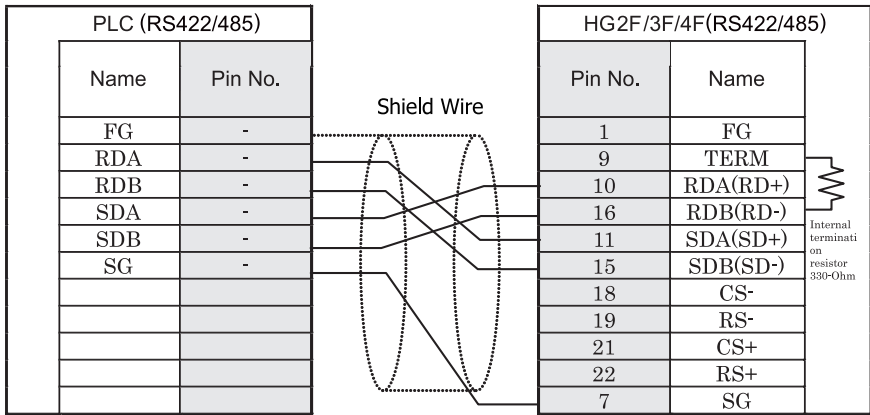 PLC (RS422/485)
Name Pin No.
FG -
RDA -
RDB -
SDA -
SDB -
SG -
Shield Wire
HG2F/3F/4F(RS422/485)
Pin No. Name
1 FG
9 TERM
10 RDA(RD+)
16 RDB(RD-)
11 SDA(SD+)
15 SDB(SD-)
18 CS-
19 RS-
21 CS+
22 RS+
7 SG
Internal
terminati
on
resistor
330-Ohm